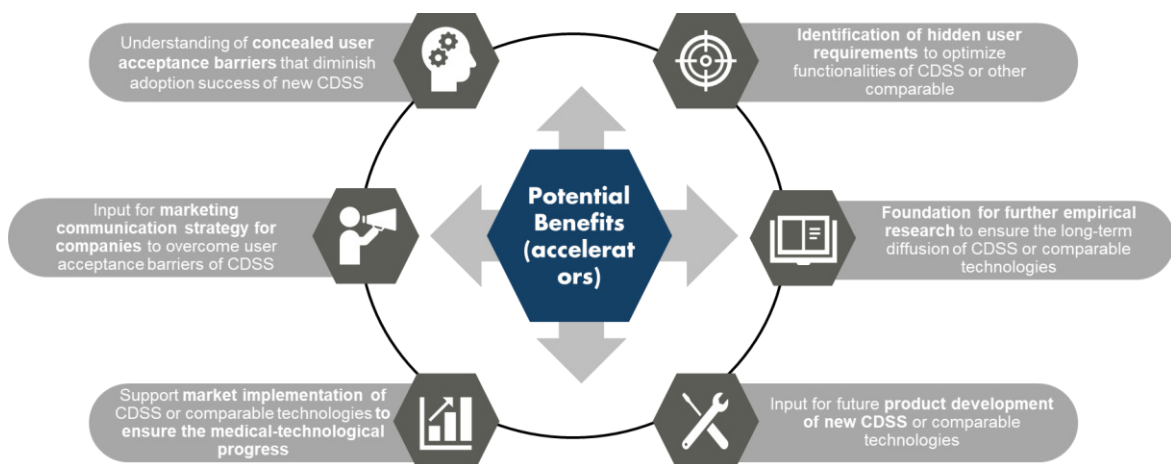 Understanding of concealed user
acceptance barriers that diminish
adoption success of new CDSS
Identification of hidden user
requirements to optimize
functionalities of CDSS or other
comparable
Input for marketing
communication strategy for
companies to overcome user
acceptance barriers of CDSS
Potential
Benefits
(accelerat
ors)
Foundation for further empirical
research to ensure the long-term
diffusion of CDSS or comparable
technologies
Support market implementation of
CDSS or comparable technologies to
ensure the medical-technological
progress
Input for future product development
of new CDSS or comparable
technologies